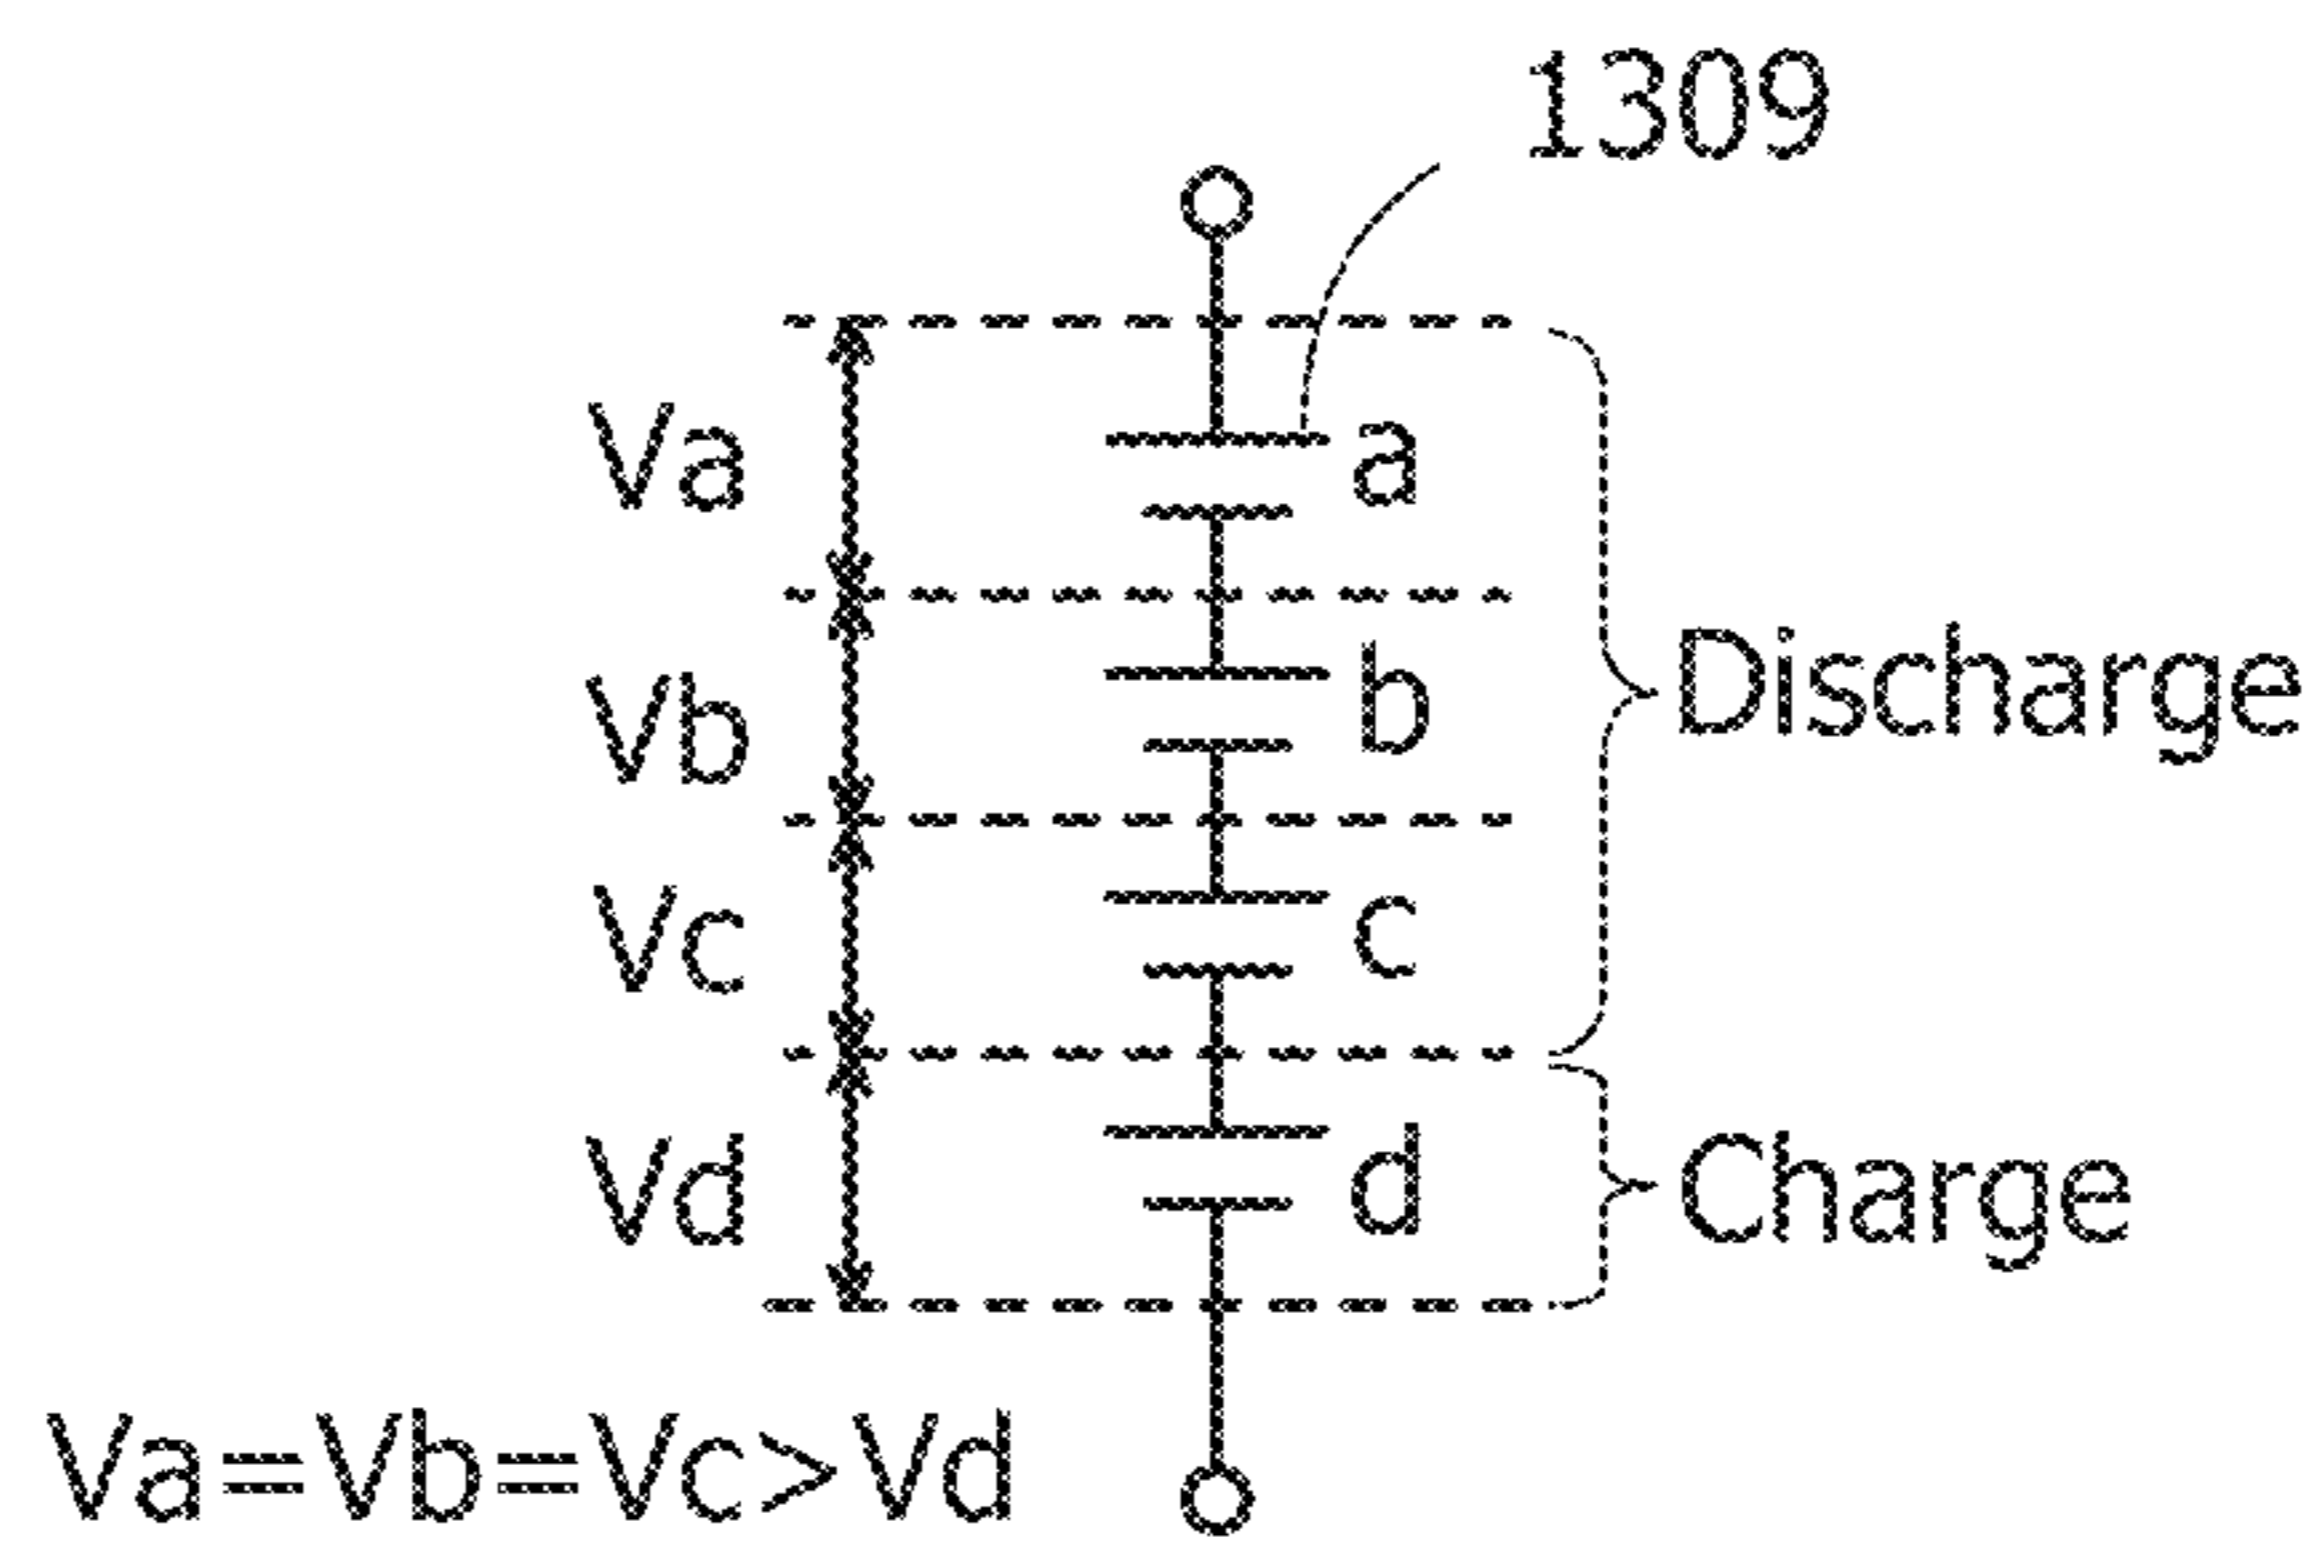 1309
Va
a
Vb
b
Discharge
Vc
c
Vd
d
Charge
Va=Vb=Vc>Vd